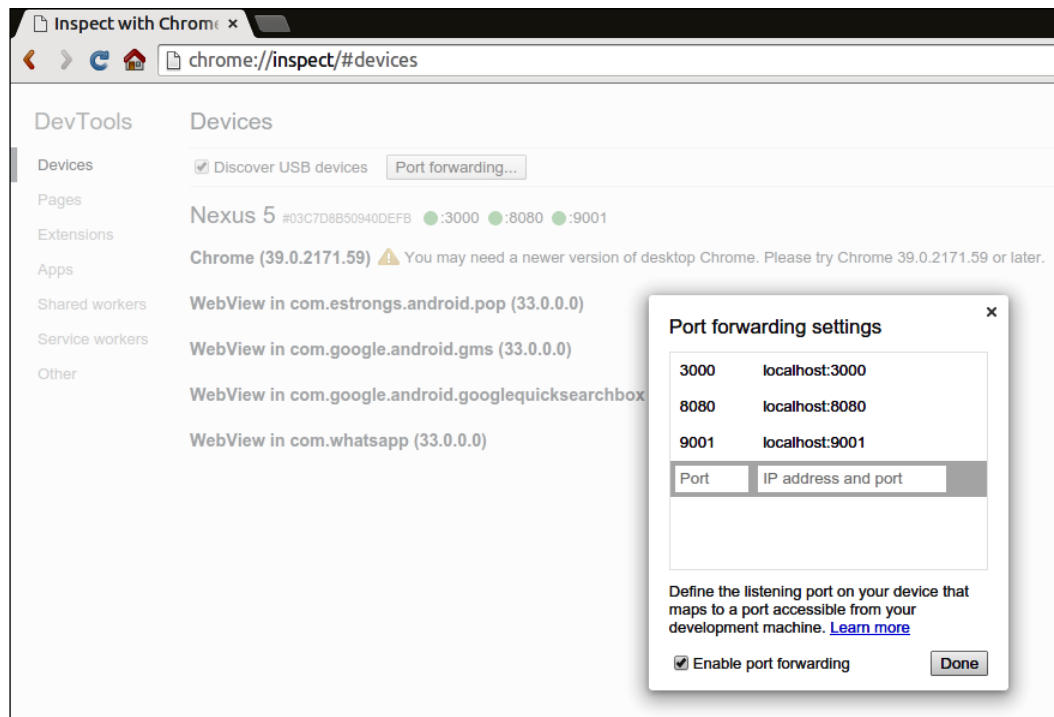 Inspect with Chrome ×
chrome://inspect/#devices
DevTools
Devices
Pages
Extensions
Apps
Shared workers
Service workers
Other
Devices
Discover USB devices Port forwarding...
Nexus 5 #03C7D8B50940DEFB :3000 :8080 :9001
Chrome (39.0.2171.59) You may need a newer version of desktop Chrome. Please try Chrome 39.0.2171.59 or later.
WebView in com.estrongs.android.pop (33.0.0.0)
WebView in com.google.android.gms (33.0.0.0)
WebView in com.google.android.googlequicksearchbox
WebView in com.whatsapp (33.0.0.0)
Port forwarding settings ×
3000 localhost:3000
8080 localhost:8080
9001 localhost:9001
Port IP address and port
Define the listening port on your device that
maps to a port accessible from your
development machine. Learn more
Enable port forwarding Done